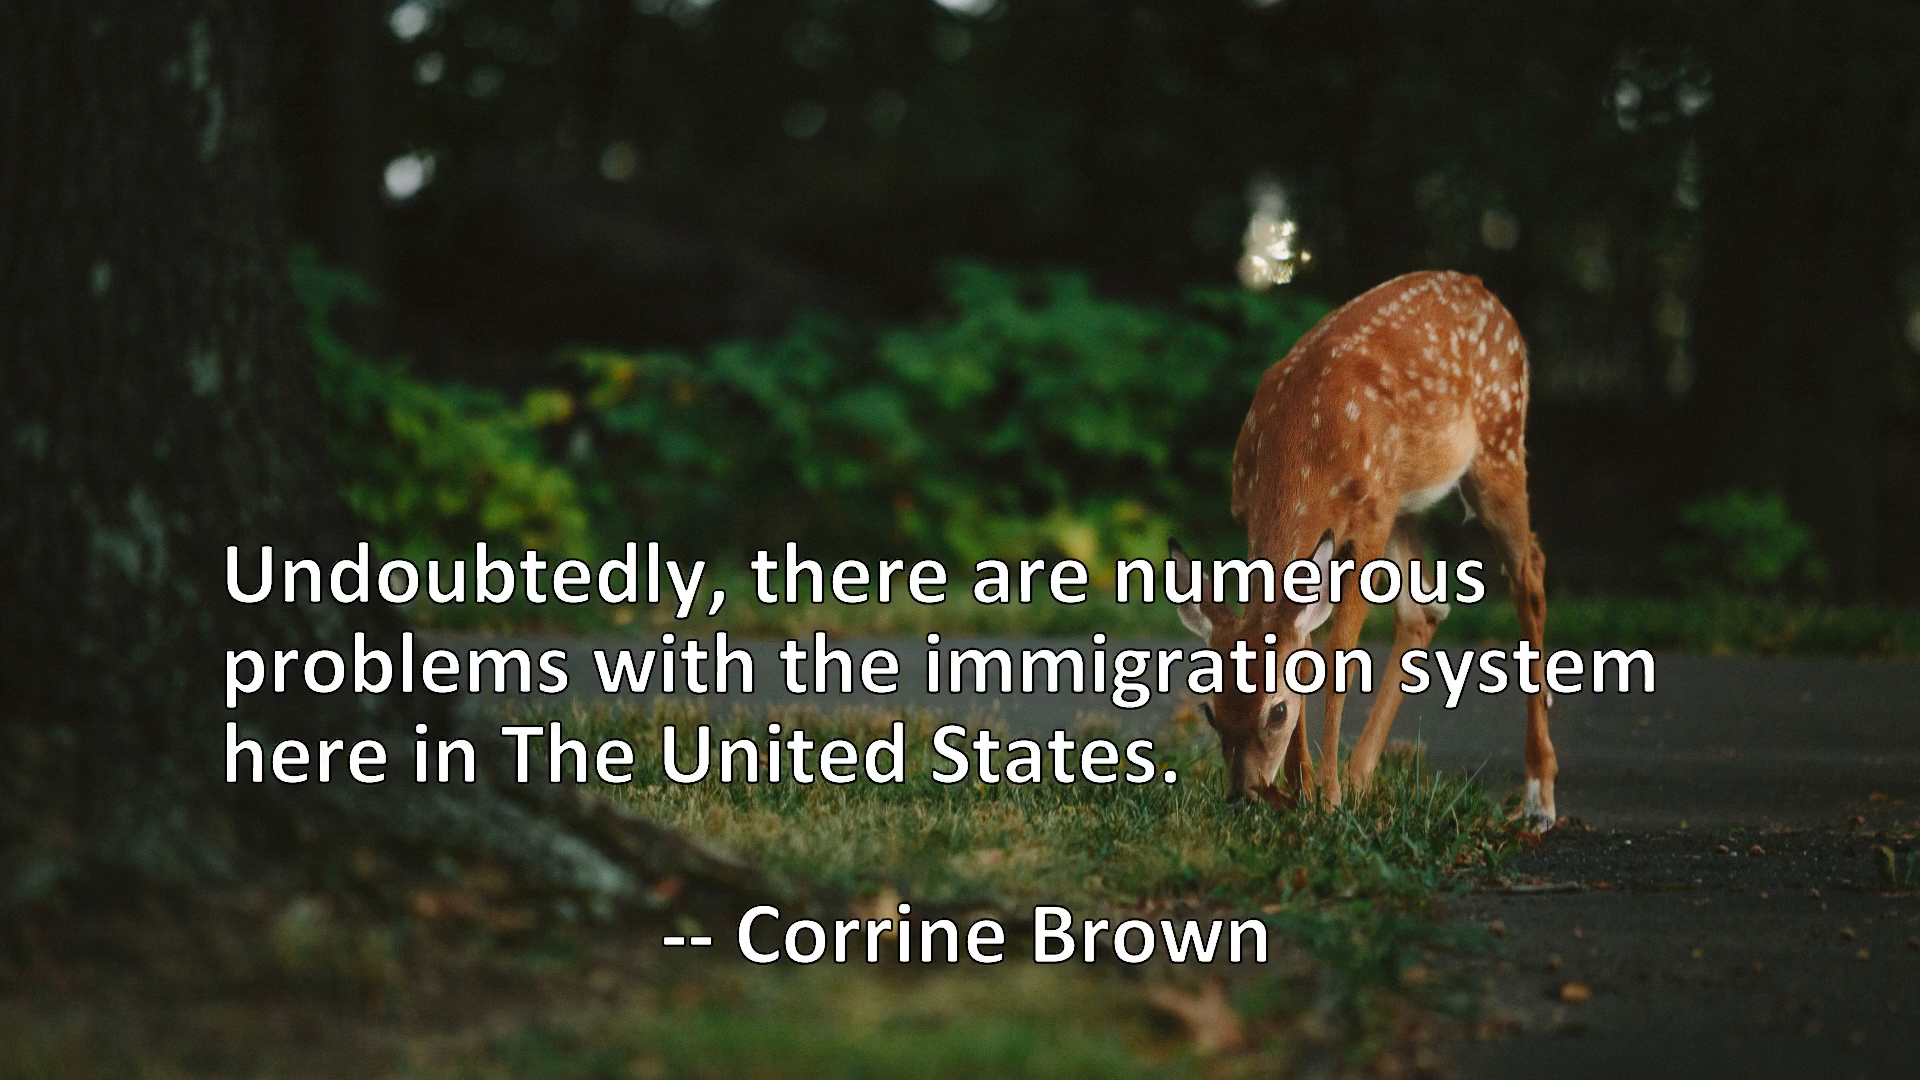 Undoubtedly, there are numerous
problems with the immigration system
here in The United States.
-- Corrine Brown